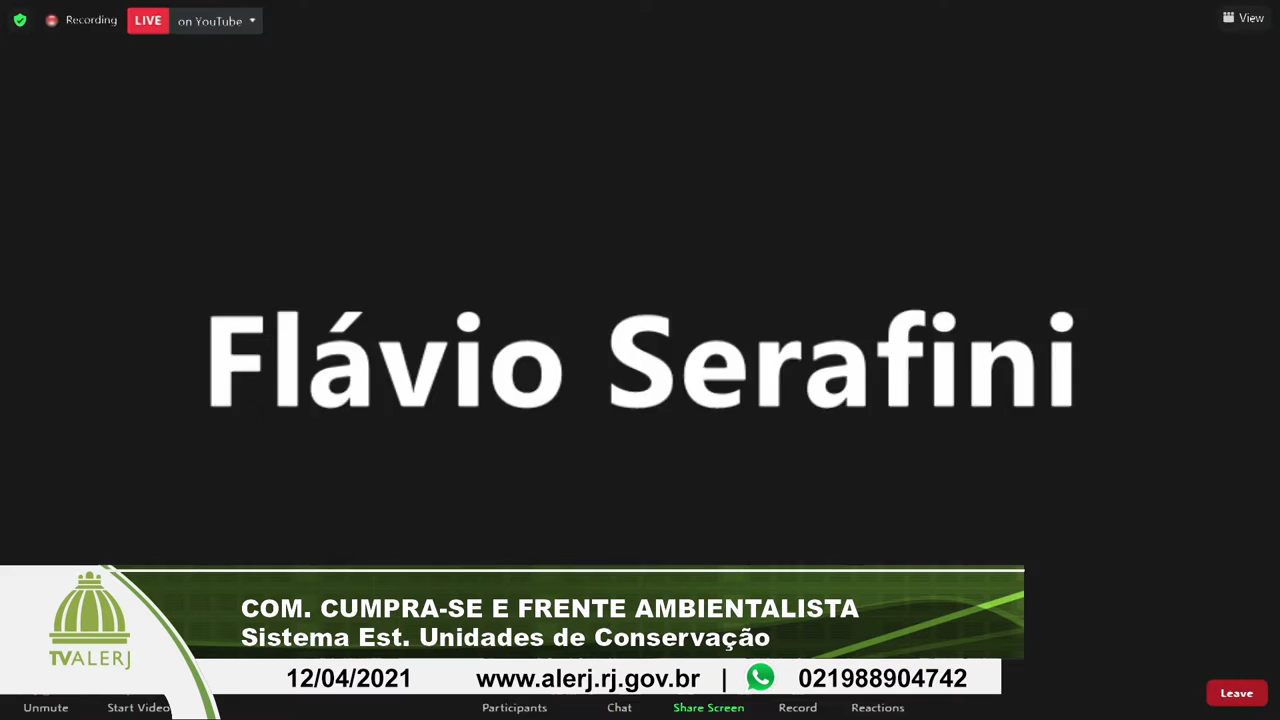 Recording LIVE on YouTube View
Flávio Serafini
COM. CUMPRA-SE E FRENTE AMBIENTALISTA
Sistema Est. Unidades de Conservação
TVALERJ
12/04/2021 www.alerj.rj.gov.br | 021988904742
Leave
Unmute Start Video Participants Chat Share Screen Record Reactions